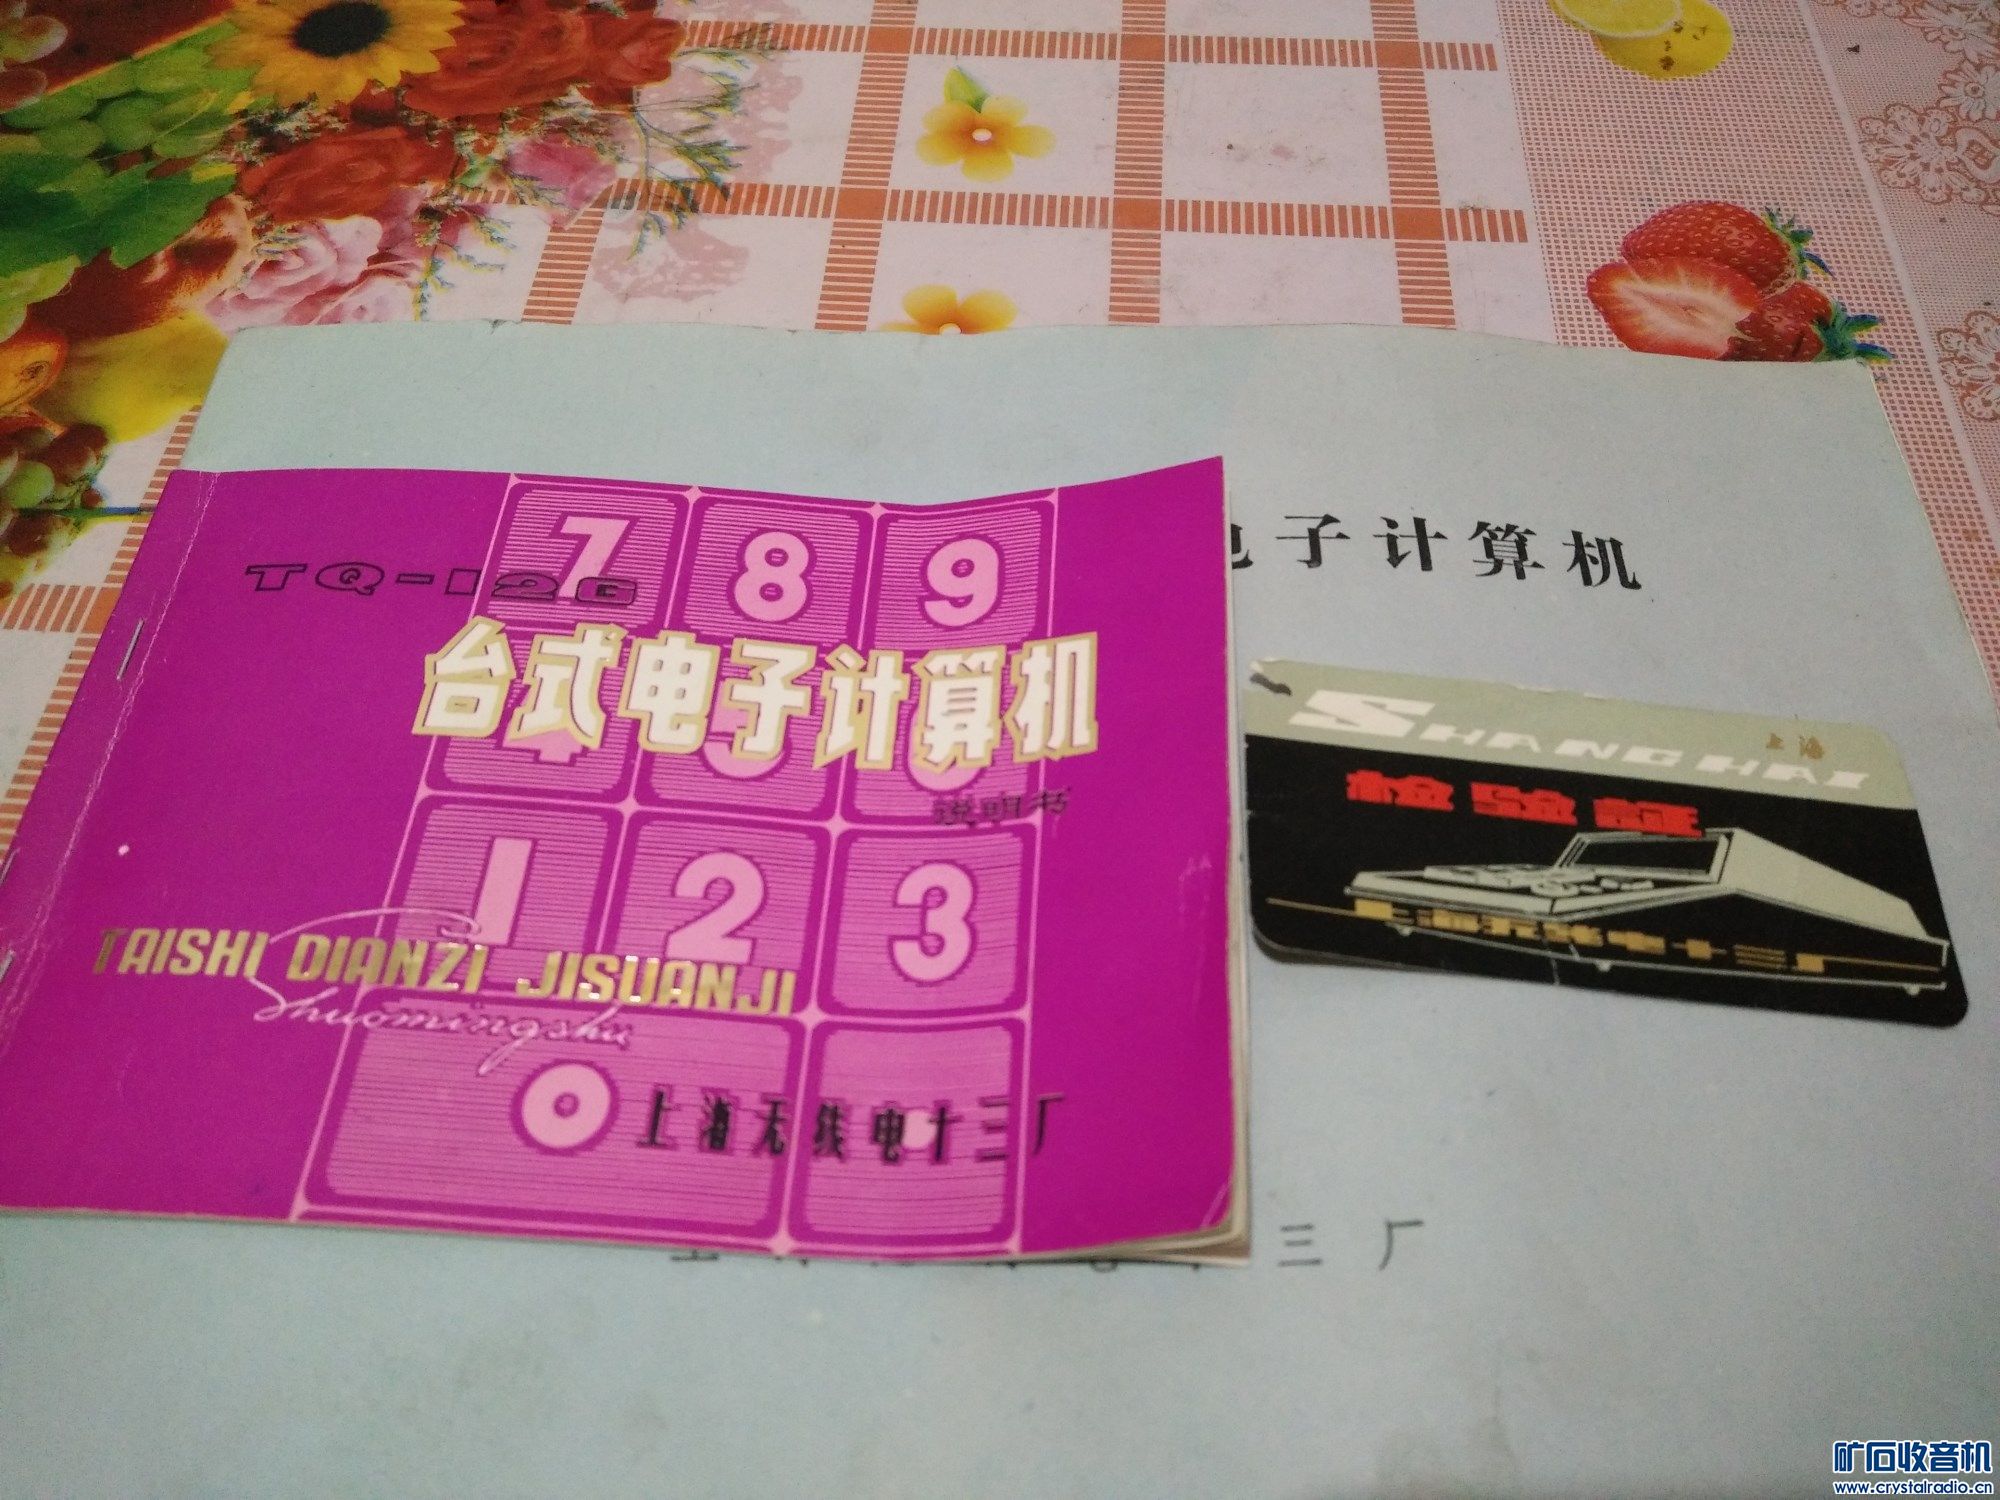 TQ-12C
7 8 9
台式电子计算机
说明书
1 2 3
TAISHI DIANZI JISUANJI
Shuomingshu
0
上海无线电十三厂
电子计算机
三厂
SHANGHAI
上海
校验证
上海无线电十三厂
矿石收音机
www.crystalradio.cn